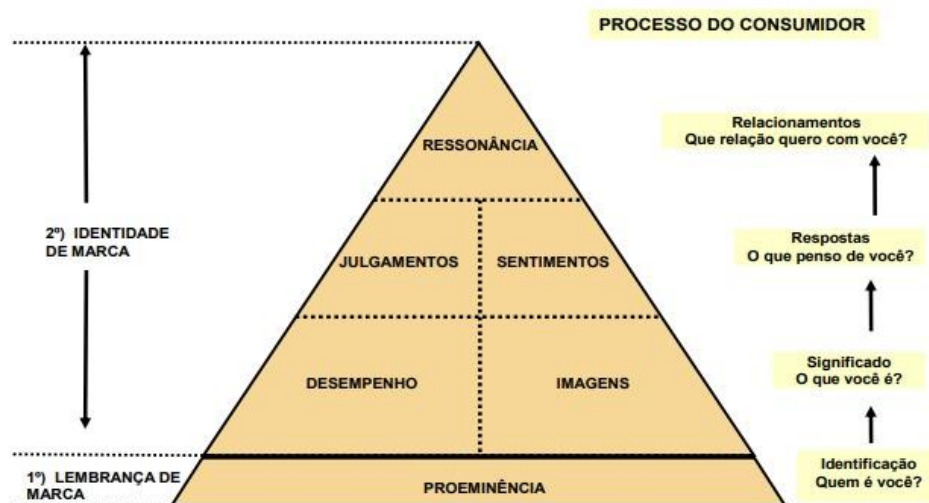 PROCESSO DO CONSUMIDOR
RESSONÂNCIA
Relacionamentos
Que relação quero com você?
2º) IDENTIDADE
DE MARCA
JULGAMENTOS
SENTIMENTOS
Respostas
O que penso de você?
DESEMPENHO
IMAGENS
Significado
O que você é?
1º) LEMBRANÇA DE
MARCA
PROEMINÊNCIA
Identificação
Quem é você?